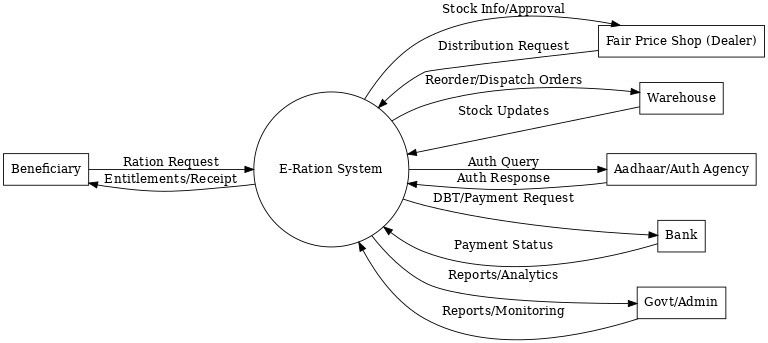 Stock Info/Approval
Fair Price Shop (Dealer)
Distribution Request
Reorder/Dispatch Orders
Warehouse
Stock Updates
Beneficiary
Ration Request
E-Ration System
Auth Query
Aadhaar/Auth Agency
Entitlements/Receipt
Auth Response
DBT/Payment Request
Bank
Payment Status
Reports/Analytics
Govt/Admin
Reports/Monitoring